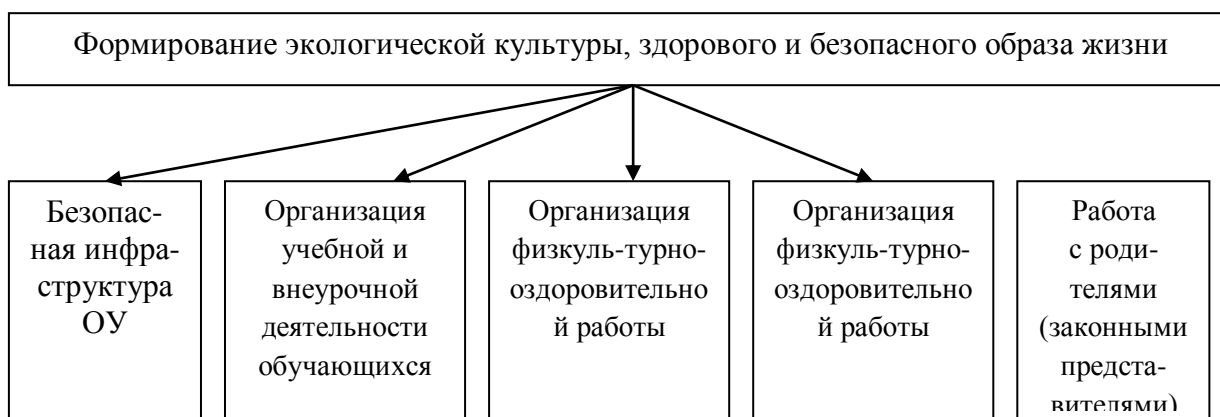 Формирование экологической культуры, здорового и безопасного образа жизни
Безопас-
ная инфра-
структура
ОУ
Организация
учебной и
внеурочной
деятельности
обучающихся
Организация
физкуль-турно-
оздоровительно
й работы
Организация
физкуль-турно-
оздоровительно
й работы
Работа
с роди-
телями
(законными
предста-
вителями)